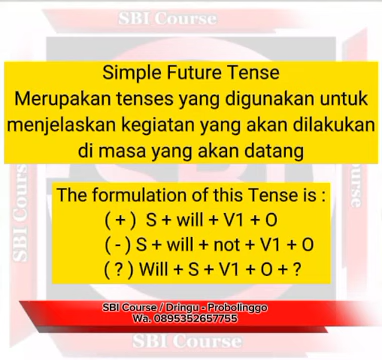 SBI Course
Simple Future Tense
Merupakan tenses yang digunakan untuk
menjelaskan kegiatan yang akan dilakukan
di masa yang akan datang
SBI Course
The formulation of this Tense is :
( + ) S + will + V1 + O
( - ) S + will + not + V1 + O
( ? ) Will + S + V1 + O + ?
SBI Course / Dringu - Probolinggo
Wa. 0895352657755
SBI Course